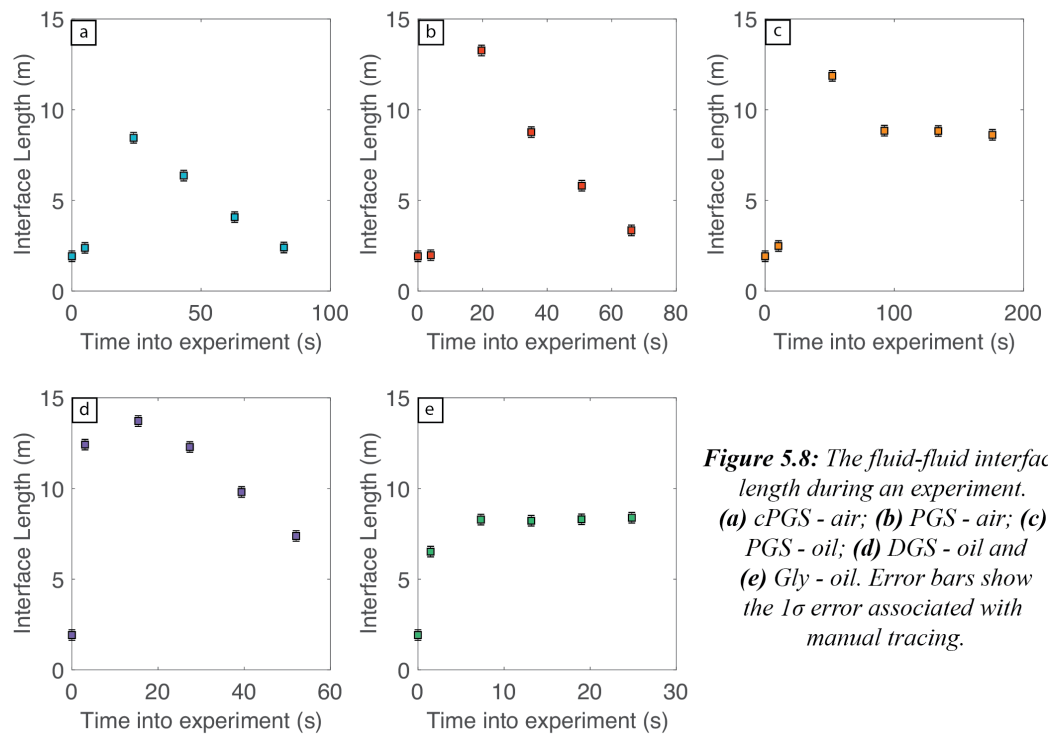 a
15
10
5
0
Interface Length (m)
0 50 100
Time into experiment (s)
b
15
10
5
0
Interface Length (m)
0 20 40 60 80
Time into experiment (s)
c
15
10
5
0
Interface Length (m)
0 100 200
Time into experiment (s)
d
15
10
5
0
Interface Length (m)
0 20 40 60
Time into experiment (s)
e
15
10
5
0
Interface Length (m)
0 10 20 30
Time into experiment (s)
Figure 5.8: The fluid-fluid interfac
length during an experiment.
(a) cPGS - air; (b) PGS - air; (c)
PGS - oil; (d) DGS - oil and
(e) Gly - oil. Error bars show
the 1σ error associated with
manual tracing.